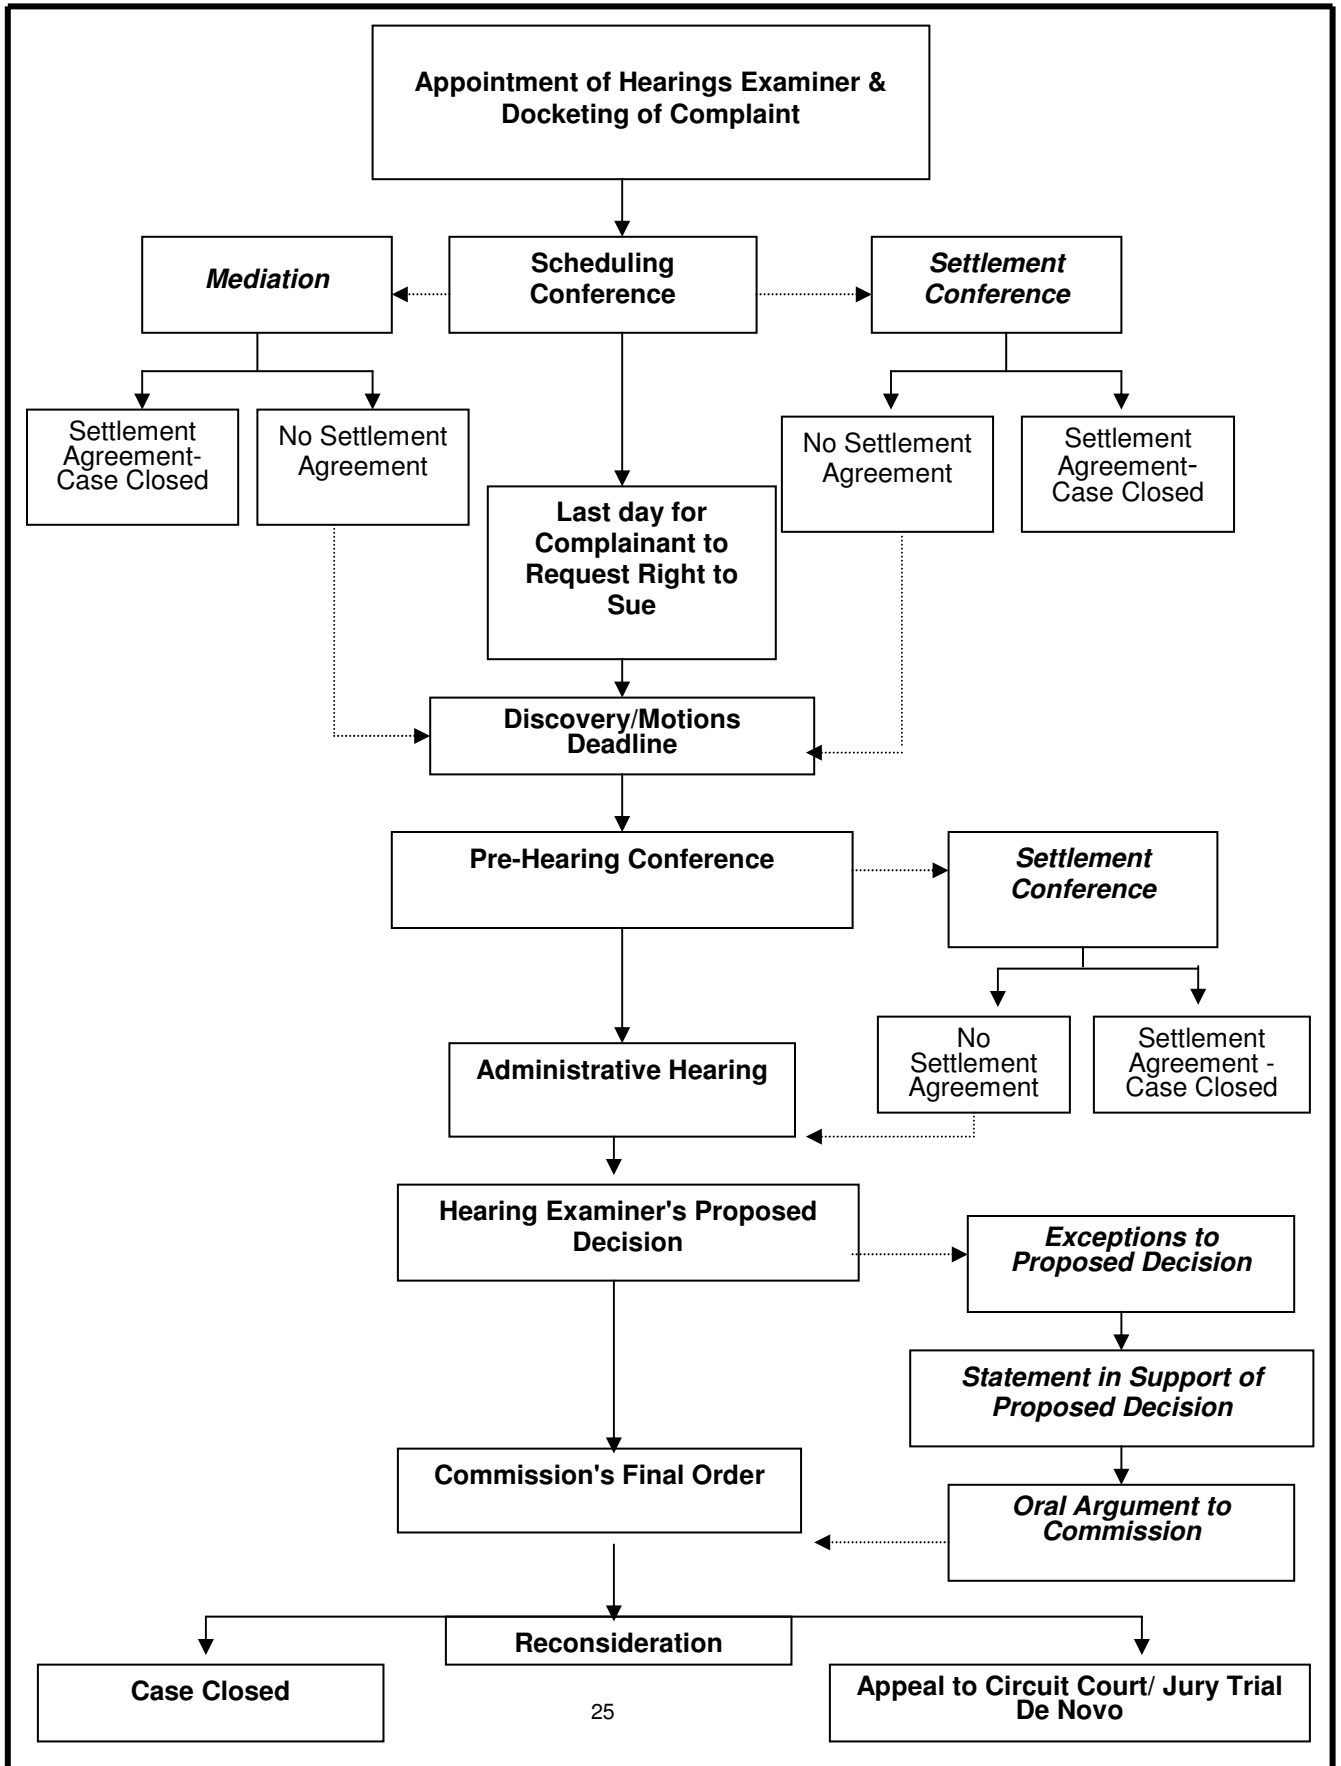 Appointment of Hearings Examiner &
Docketing of Complaint
Mediation
Scheduling
Conference
Settlement
Conference
Settlement
Agreement-
Case Closed
No Settlement
Agreement
No Settlement
Agreement
Settlement
Agreement-
Case Closed
Last day for
Complainant to
Request Right to
Sue
Discovery/Motions
Deadline
Pre-Hearing Conference
Settlement
Conference
No
Settlement
Agreement
Settlement
Agreement -
Case Closed
Administrative Hearing
Hearing Examiner's Proposed
Decision
Exceptions to
Proposed Decision
Statement in Support of
Proposed Decision
Commission's Final Order
Oral Argument to
Commission
Reconsideration
Case Closed
Appeal to Circuit Court/ Jury Trial
De Novo
25